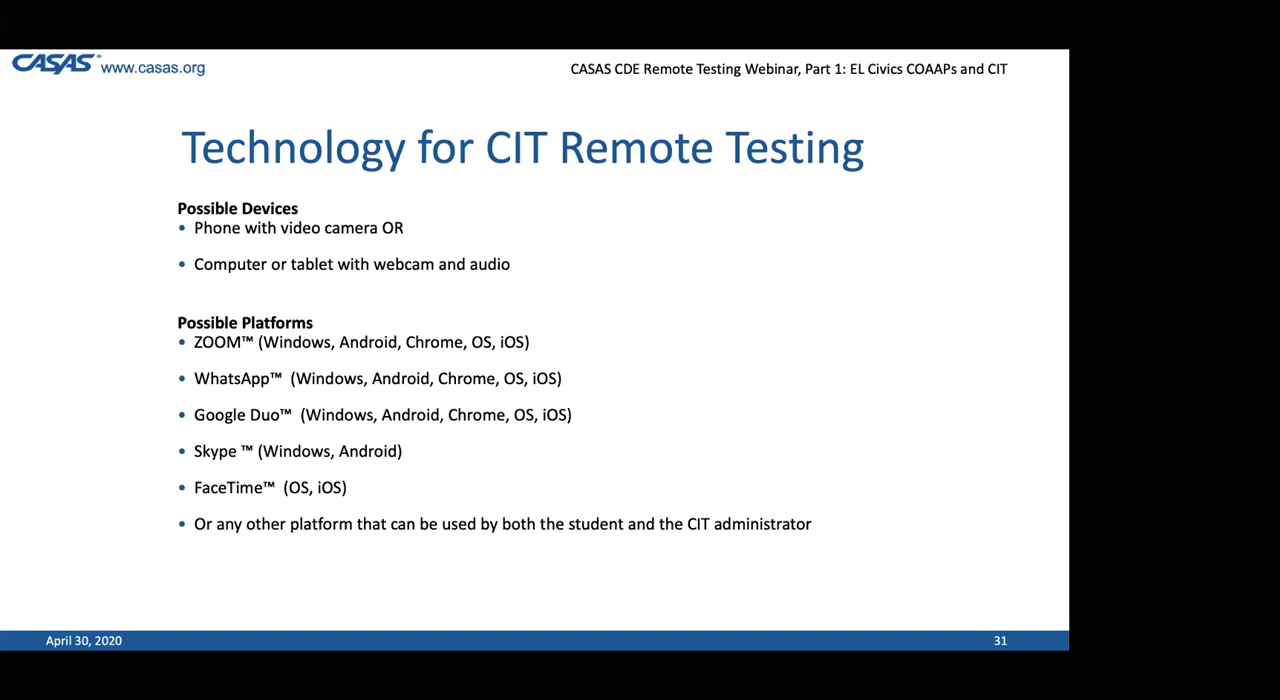 CASAS www.casas.org
CASAS CDE Remote Testing Webinar, Part 1: EL Civics COAAPs and CIT
Technology for CIT Remote Testing
Possible Devices
• Phone with video camera OR
• Computer or tablet with webcam and audio
Possible Platforms
• ZOOM™ (Windows, Android, Chrome, OS, iOS)
• WhatsApp™ (Windows, Android, Chrome, OS, iOS)
• Google Duo™ (Windows, Android, Chrome, OS, iOS)
• Skype ™ (Windows, Android)
• FaceTime™ (OS, iOS)
• Or any other platform that can be used by both the student and the CIT administrator
April 30, 2020
31